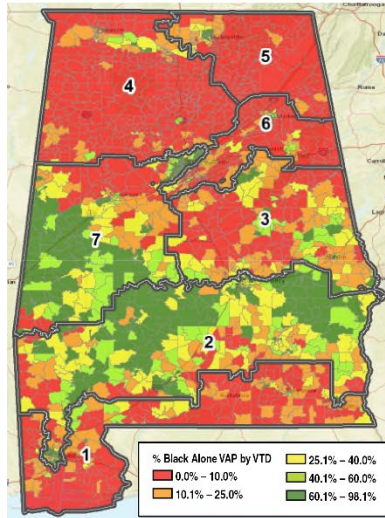 Chattanooga
5
4
6
3
7
2
1
% Black Alone VAP by VTD
0.0% – 10.0%
10.1% – 25.0%
25.1% – 40.0%
40.1% – 60.0%
60.1% – 98.1%